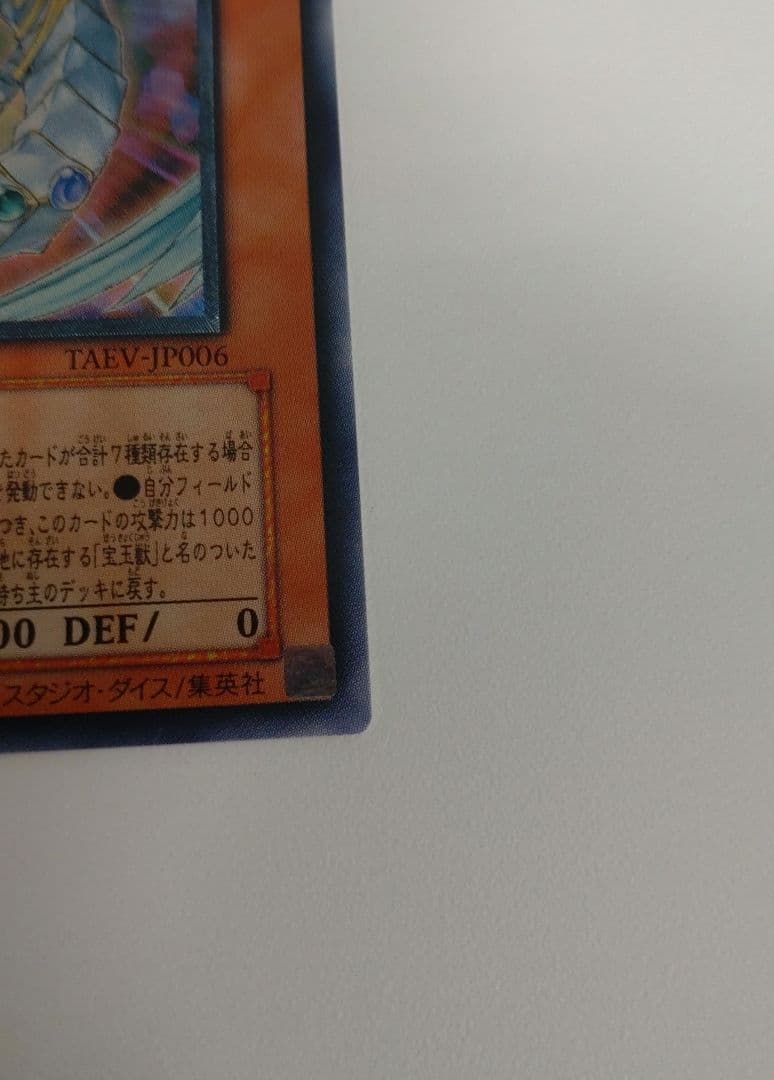 TAEV-JP006
たカードが合計7種類存在する場合
発動できない。●自分フィールド
つき、このカードの攻撃力は1000
に存在する「宝玉獣」と名のついた
持ち主のデッキに戻す。
00 DEF/ 0
スタジオ・ダイス/集英社